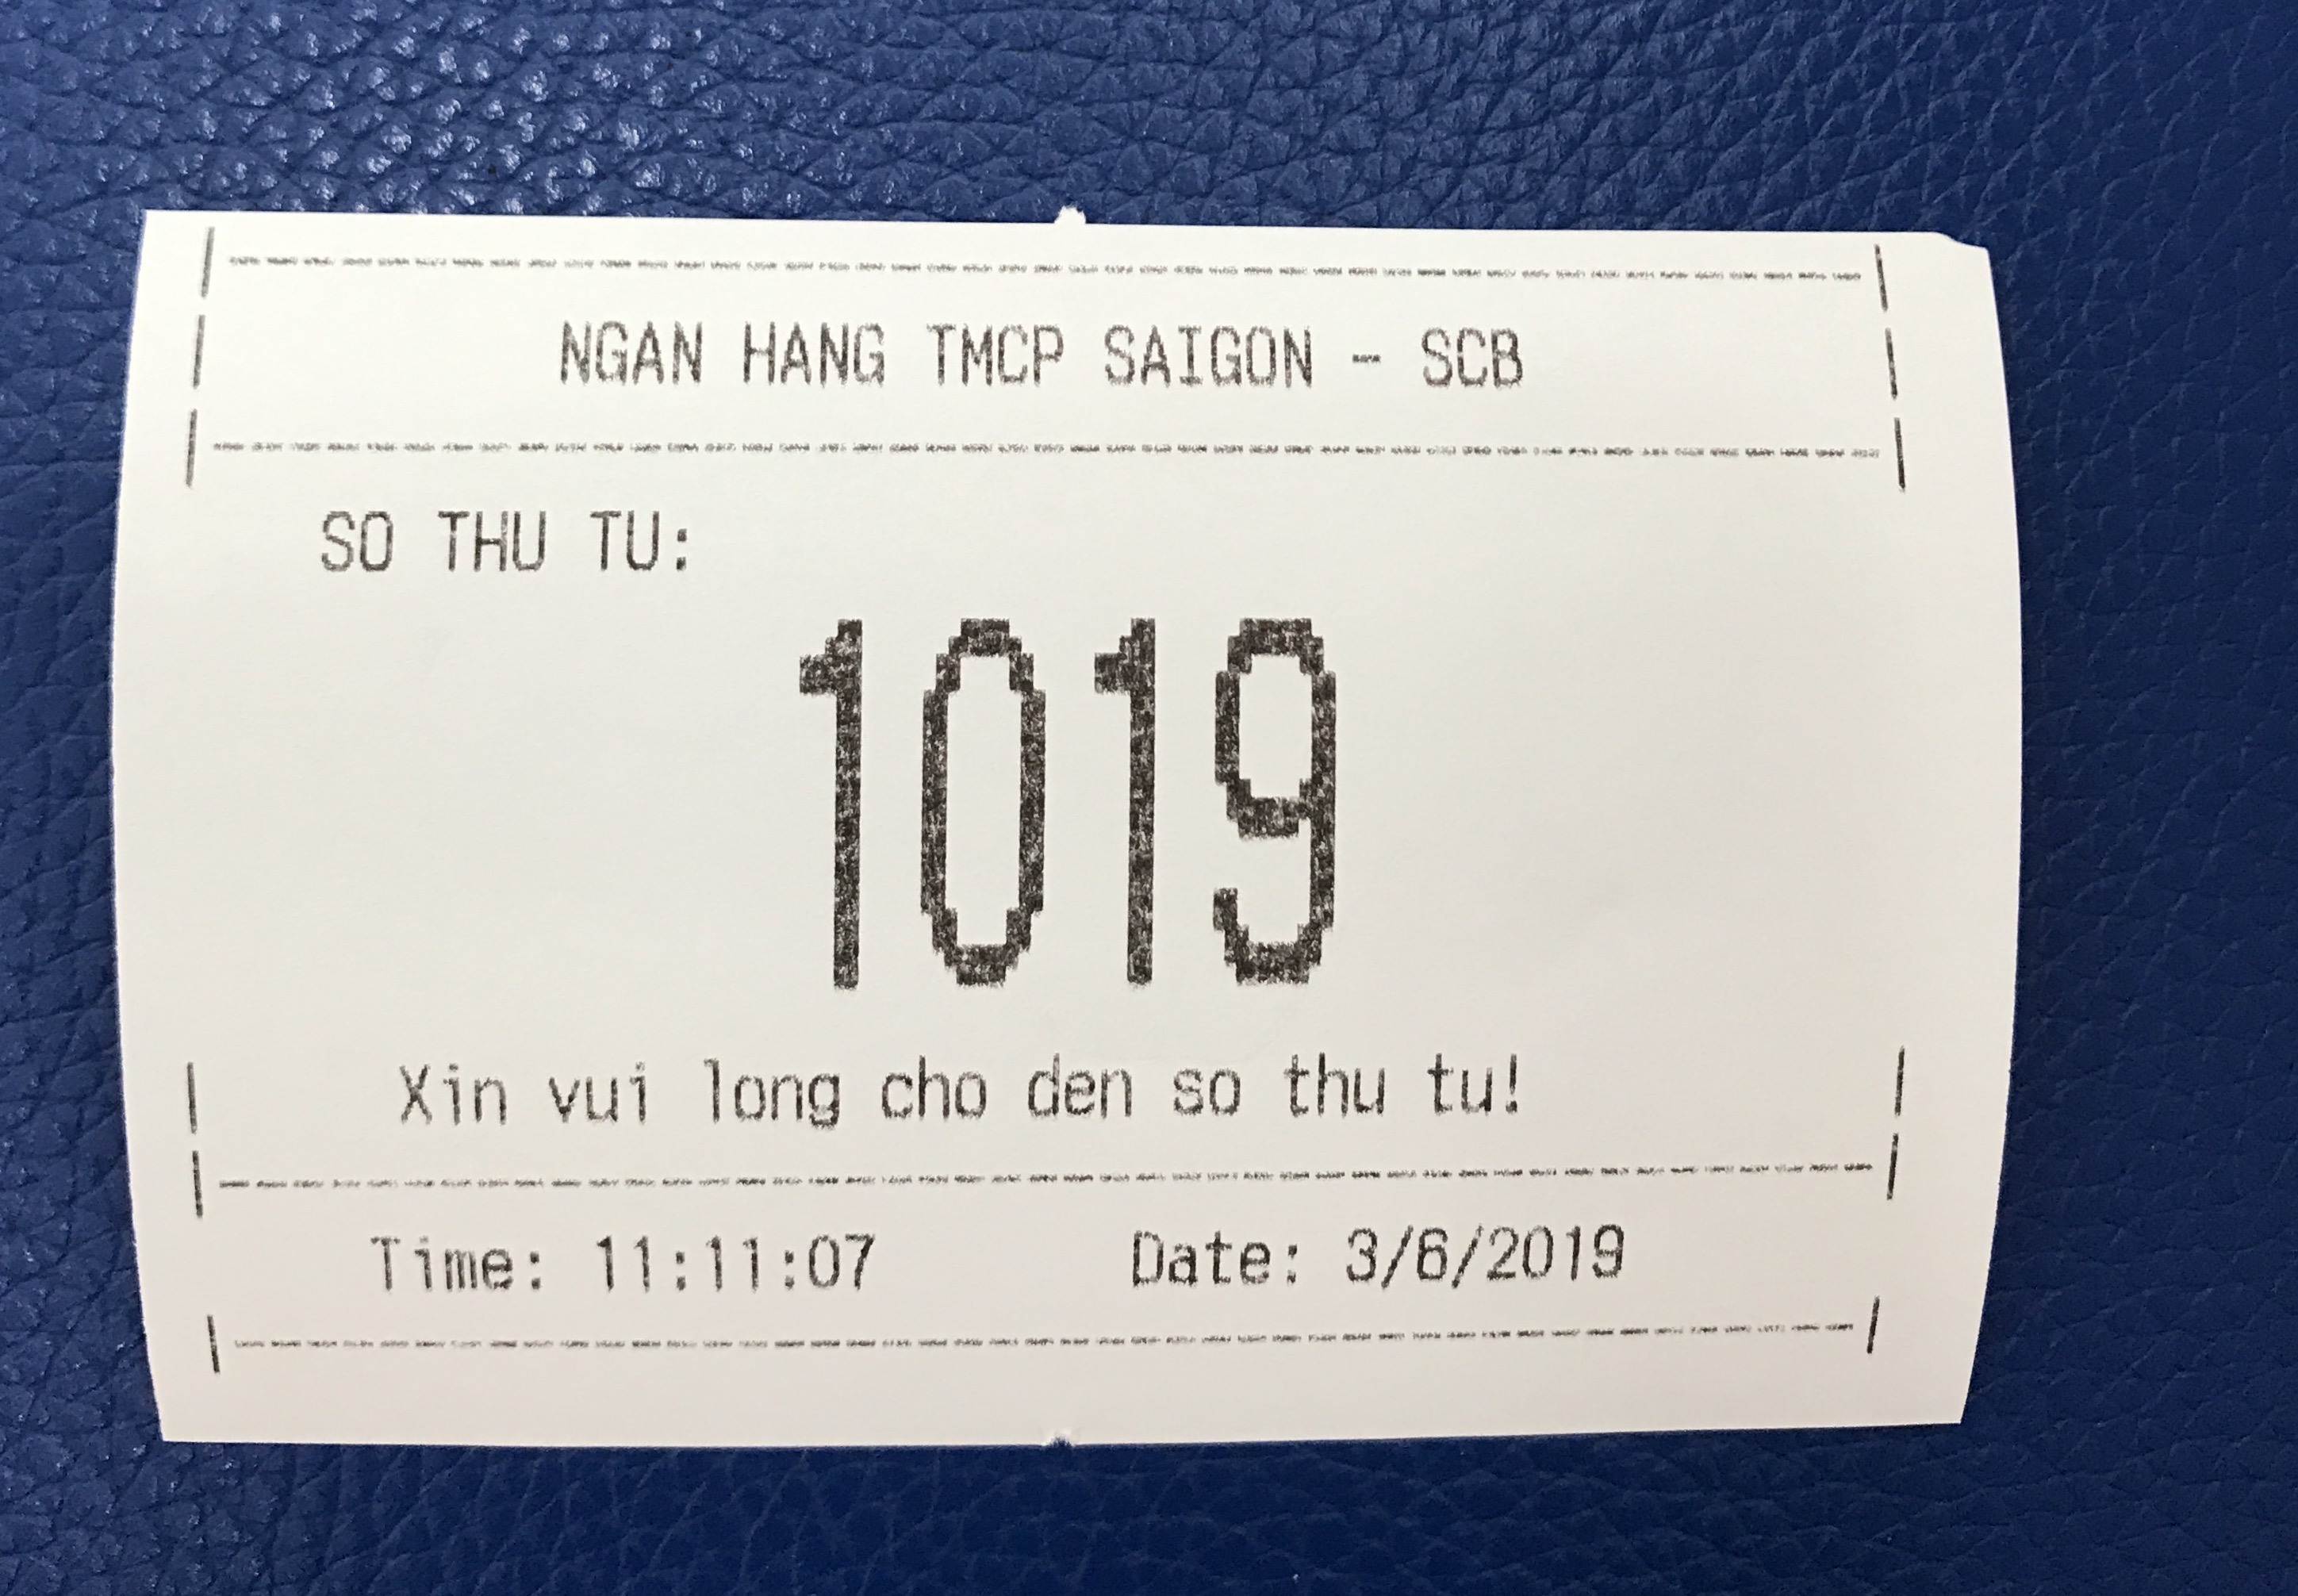 NGAN HANG TMCP SAIGON - SCB
SO THU TU:
1019
Xin vui long cho den so thu tu!
Time: 11:11:07 Date: 3/6/2019